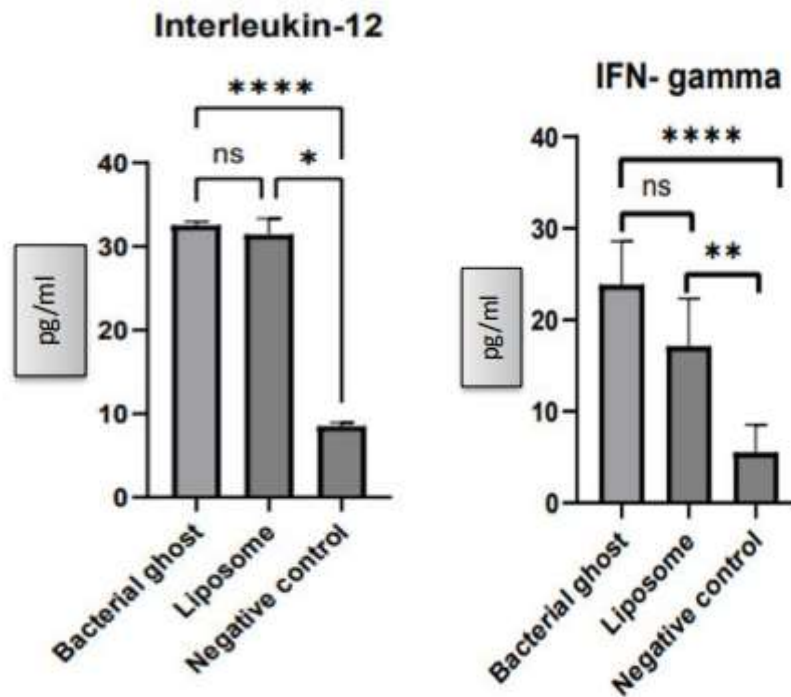 Interleukin-12
****
ns
*
40
30
20
10
0
pg/ml
Bacterial ghost
Liposome
Negative control
IFN- gamma
****
ns
**
40
30
20
10
0
pg/ml
Bacterial ghost
Liposome
Negative control